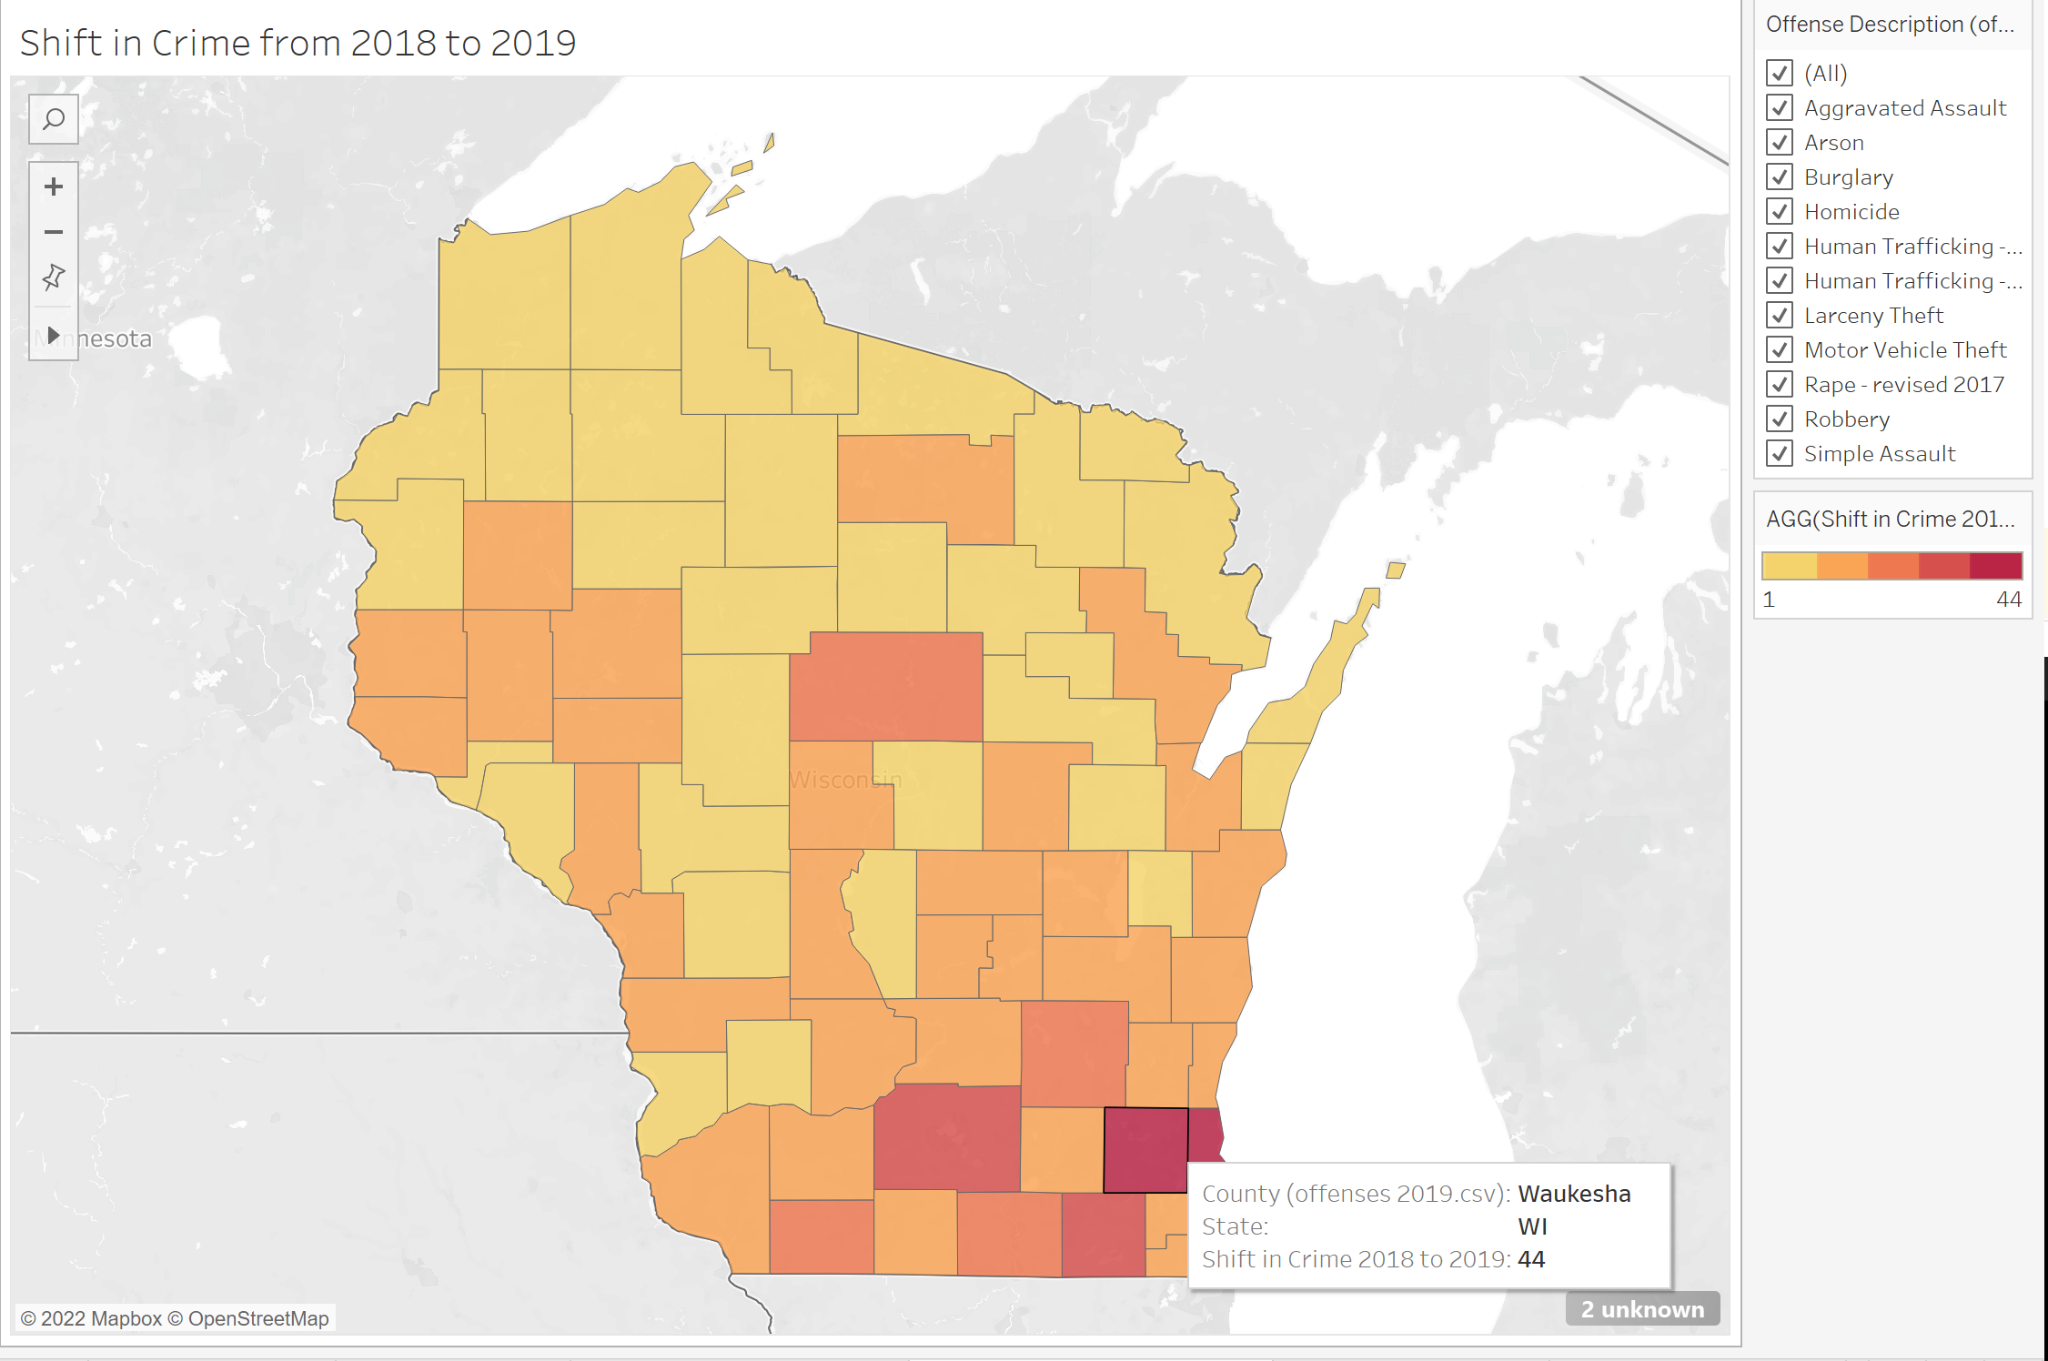 Shift in Crime from 2018 to 2019
Minnesota
Wisconsin
County (offenses 2019.csv): Waukesha
State: WI
Shift in Crime 2018 to 2019: 44
2 unknown
© 2022 Mapbox © OpenStreetMap
Offense Description (of...
(All)
Aggravated Assault
Arson
Burglary
Homicide
Human Trafficking -...
Human Trafficking -...
Larceny Theft
Motor Vehicle Theft
Rape - revised 2017
Robbery
Simple Assault
AGG(Shift in Crime 201...
1 44